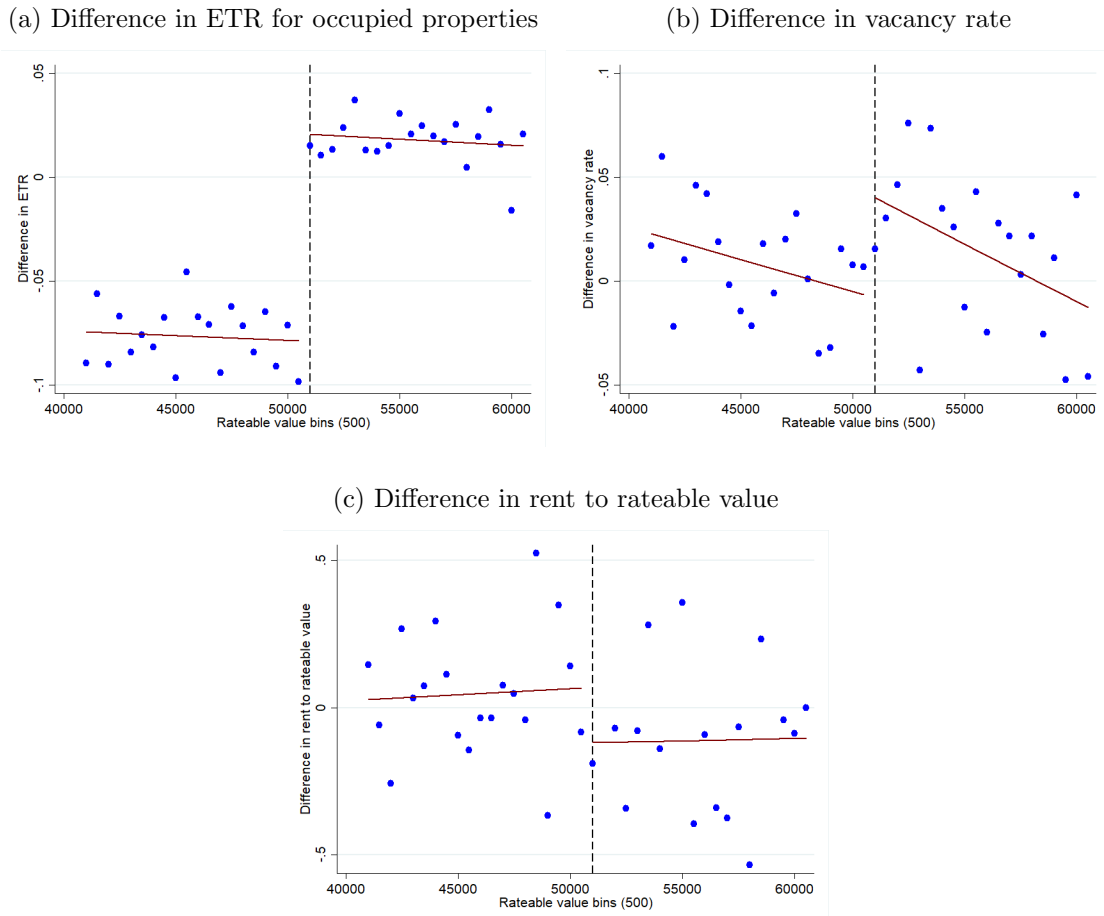 (a) Difference in ETR for occupied properties
(b) Difference in vacancy rate
Difference in ETR
.05
0
-.05
-.1
40000 45000 50000 55000 60000
Rateable value bins (500)
Difference in vacancy rate
.1
.05
0
-.05
40000 45000 50000 55000 60000
Rateable value bins (500)
(c) Difference in rent to rateable value
Difference in rent to rateable value
.5
0
-.5
40000 45000 50000 55000 60000
Rateable value bins (500)